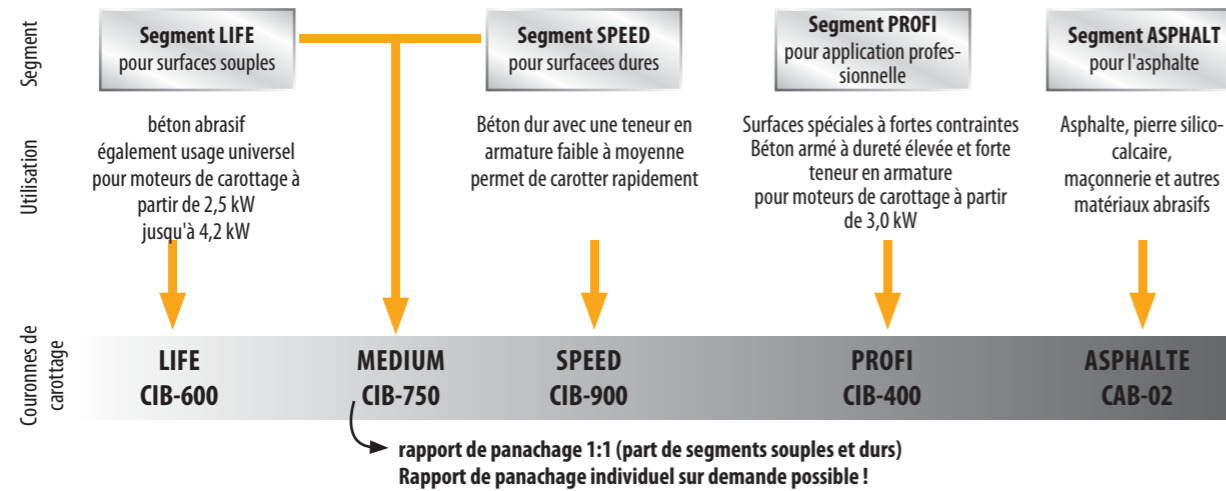 Segment
Segment LIFE
pour surfaces souples
Segment SPEED
pour surfacees dures
Segment PROFI
pour application profes-
sionnelle
Segment ASPHALT
pour l'asphalte
Utilisation
béton abrasif
également usage universel
pour moteurs de carottage à
partir de 2,5 kW
jusqu'à 4,2 kW
Béton dur avec une teneur en
armature faible à moyenne
permet de carotter rapidement
Surfaces spéciales à fortes contraintes
Béton armé à dureté élevée et forte
teneur en armature
pour moteurs de carottage à partir
de 3,0 kW
Asphalte, pierre silico-
calcaire,
maçonnerie et autres
matériaux abrasifs
Couronnes de
carottage
LIFE
CIB-600
MEDIUM
CIB-750
SPEED
CIB-900
PROFI
CIB-400
ASPHALTE
CAB-02
rapport de panachage 1:1 (part de segments souples et durs)
Rapport de panachage individuel sur demande possible !